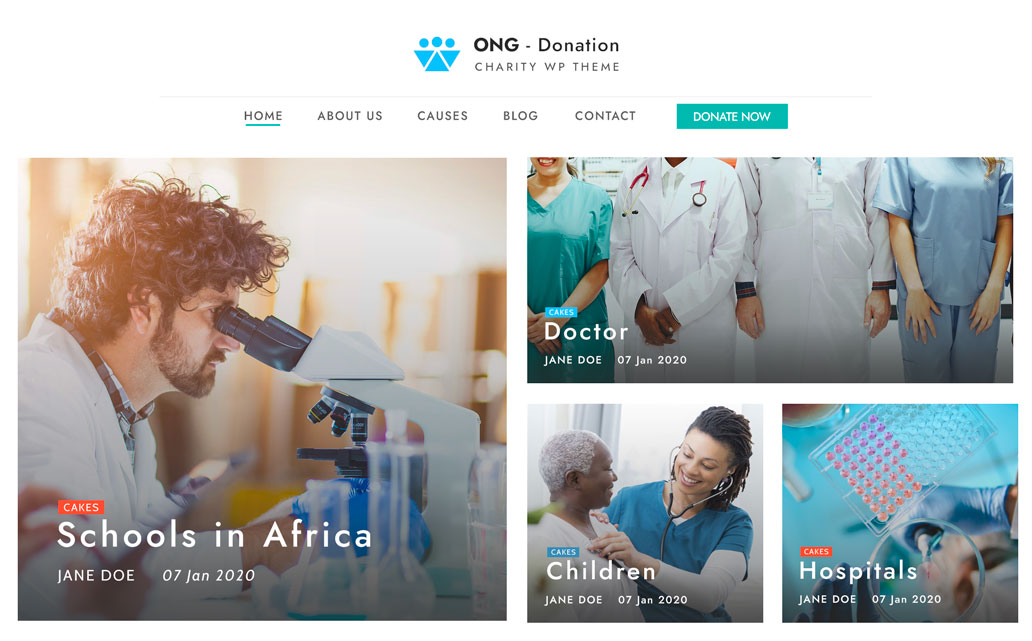 ONG - Donation
CHARITY WP THEME
HOME ABOUT US CAUSES BLOG CONTACT DONATE NOW
CAKES
Schools in Africa
JANE DOE 07 Jan 2020
CAKES
Doctor
JANE DOE 07 Jan 2020
CAKES
Children
JANE DOE 07 Jan 2020
CAKES
Hospitals
JANE DOE 07 Jan 2020